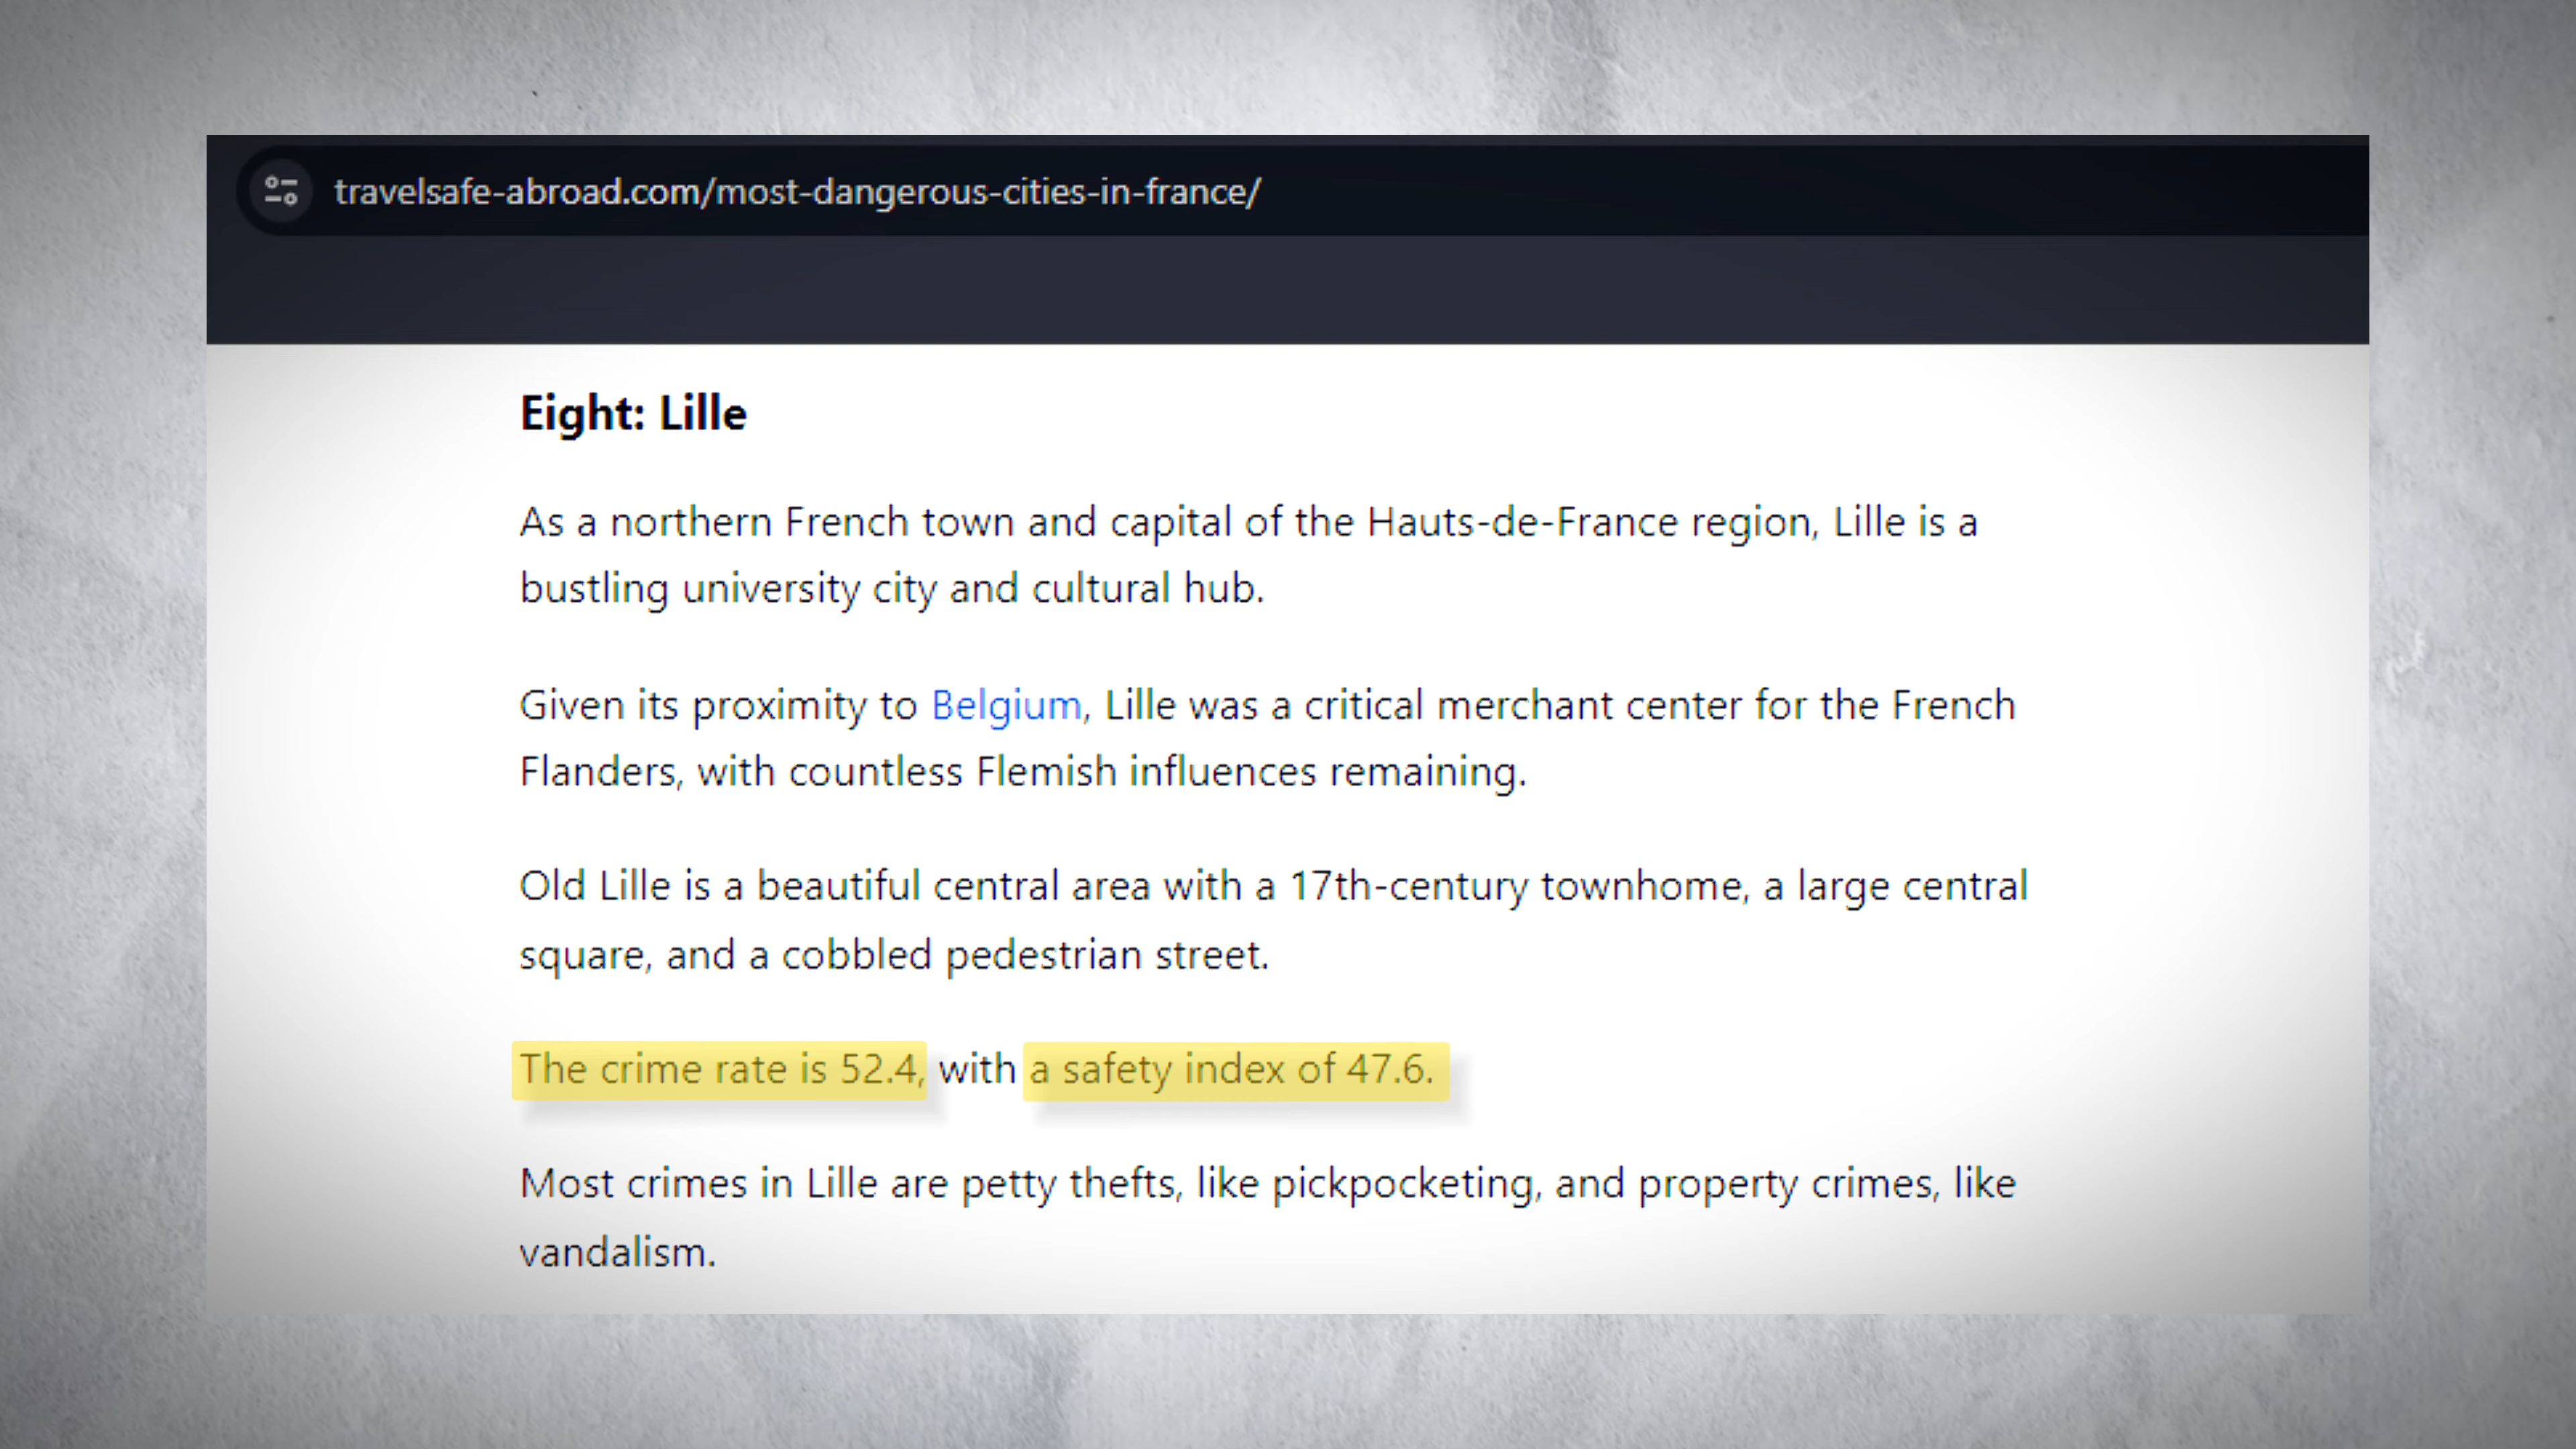 travelsafe-abroad.com/most-dangerous-cities-in-france/
Eight: Lille
As a northern French town and capital of the Hauts-de-France region, Lille is a
bustling university city and cultural hub.
Given its proximity to Belgium, Lille was a critical merchant center for the French
Flanders, with countless Flemish influences remaining.
Old Lille is a beautiful central area with a 17th-century townhome, a large central
square, and a cobbled pedestrian street.
The crime rate is 52.4, with a safety index of 47.6.
Most crimes in Lille are petty thefts, like pickpocketing, and property crimes, like
vandalism.